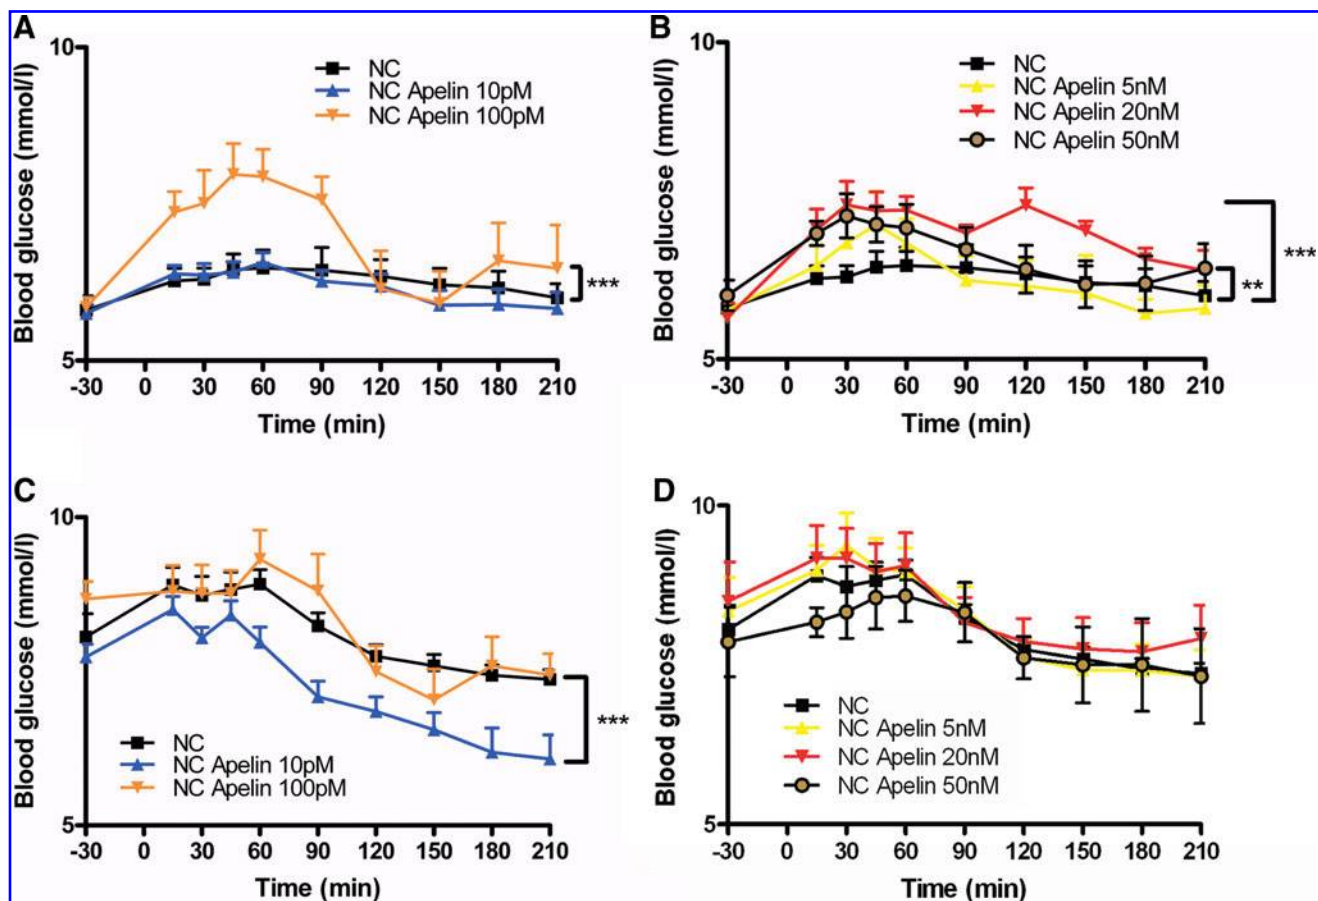 A
Blood glucose (mmol/l)
10
5
NC
NC Apelin 10pM
NC Apelin 100pM
***
-30 0 30 60 90 120 150 180 210
Time (min)
B
Blood glucose (mmol/l)
10
5
NC
NC Apelin 5nM
NC Apelin 20nM
NC Apelin 50nM
***
**
-30 0 30 60 90 120 150 180 210
Time (min)
C
Blood glucose (mmol/l)
10
5
***
NC
NC Apelin 10pM
NC Apelin 100pM
-30 0 30 60 90 120 150 180 210
Time (min)
D
Blood glucose (mmol/l)
10
5
NC
NC Apelin 5nM
NC Apelin 20nM
NC Apelin 50nM
-30 0 30 60 90 120 150 180 210
Time (min)